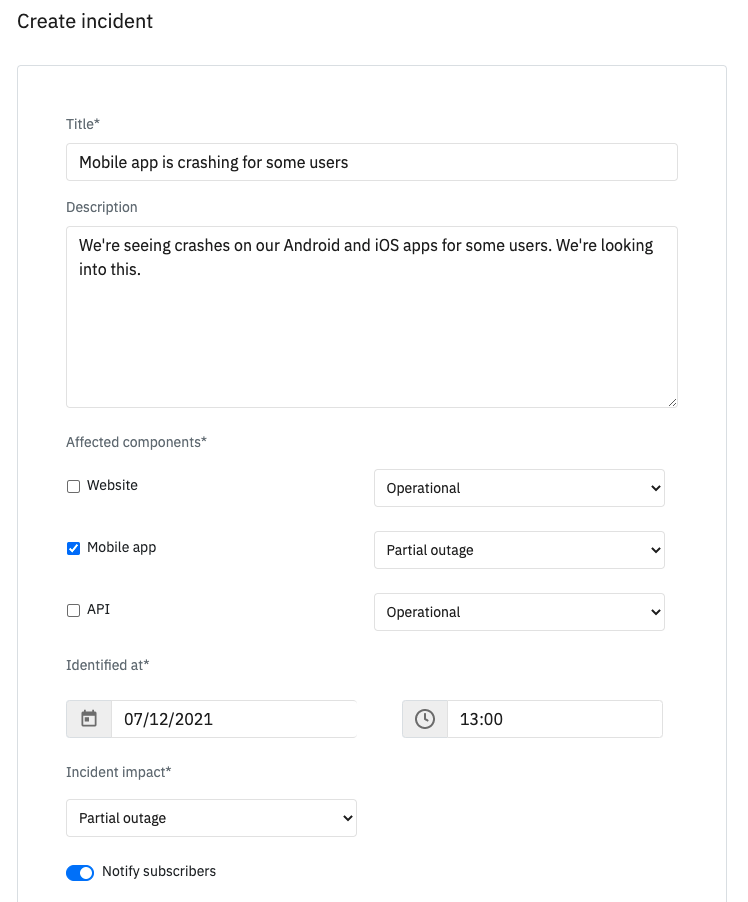 Create incident
Title*
Mobile app is crashing for some users
Description
We're seeing crashes on our Android and iOS apps for some users. We're looking
into this.
Affected components*
Website
Operational
Mobile app
Partial outage
API
Operational
Identified at*
07/12/2021
13:00
Incident impact*
Partial outage
Notify subscribers